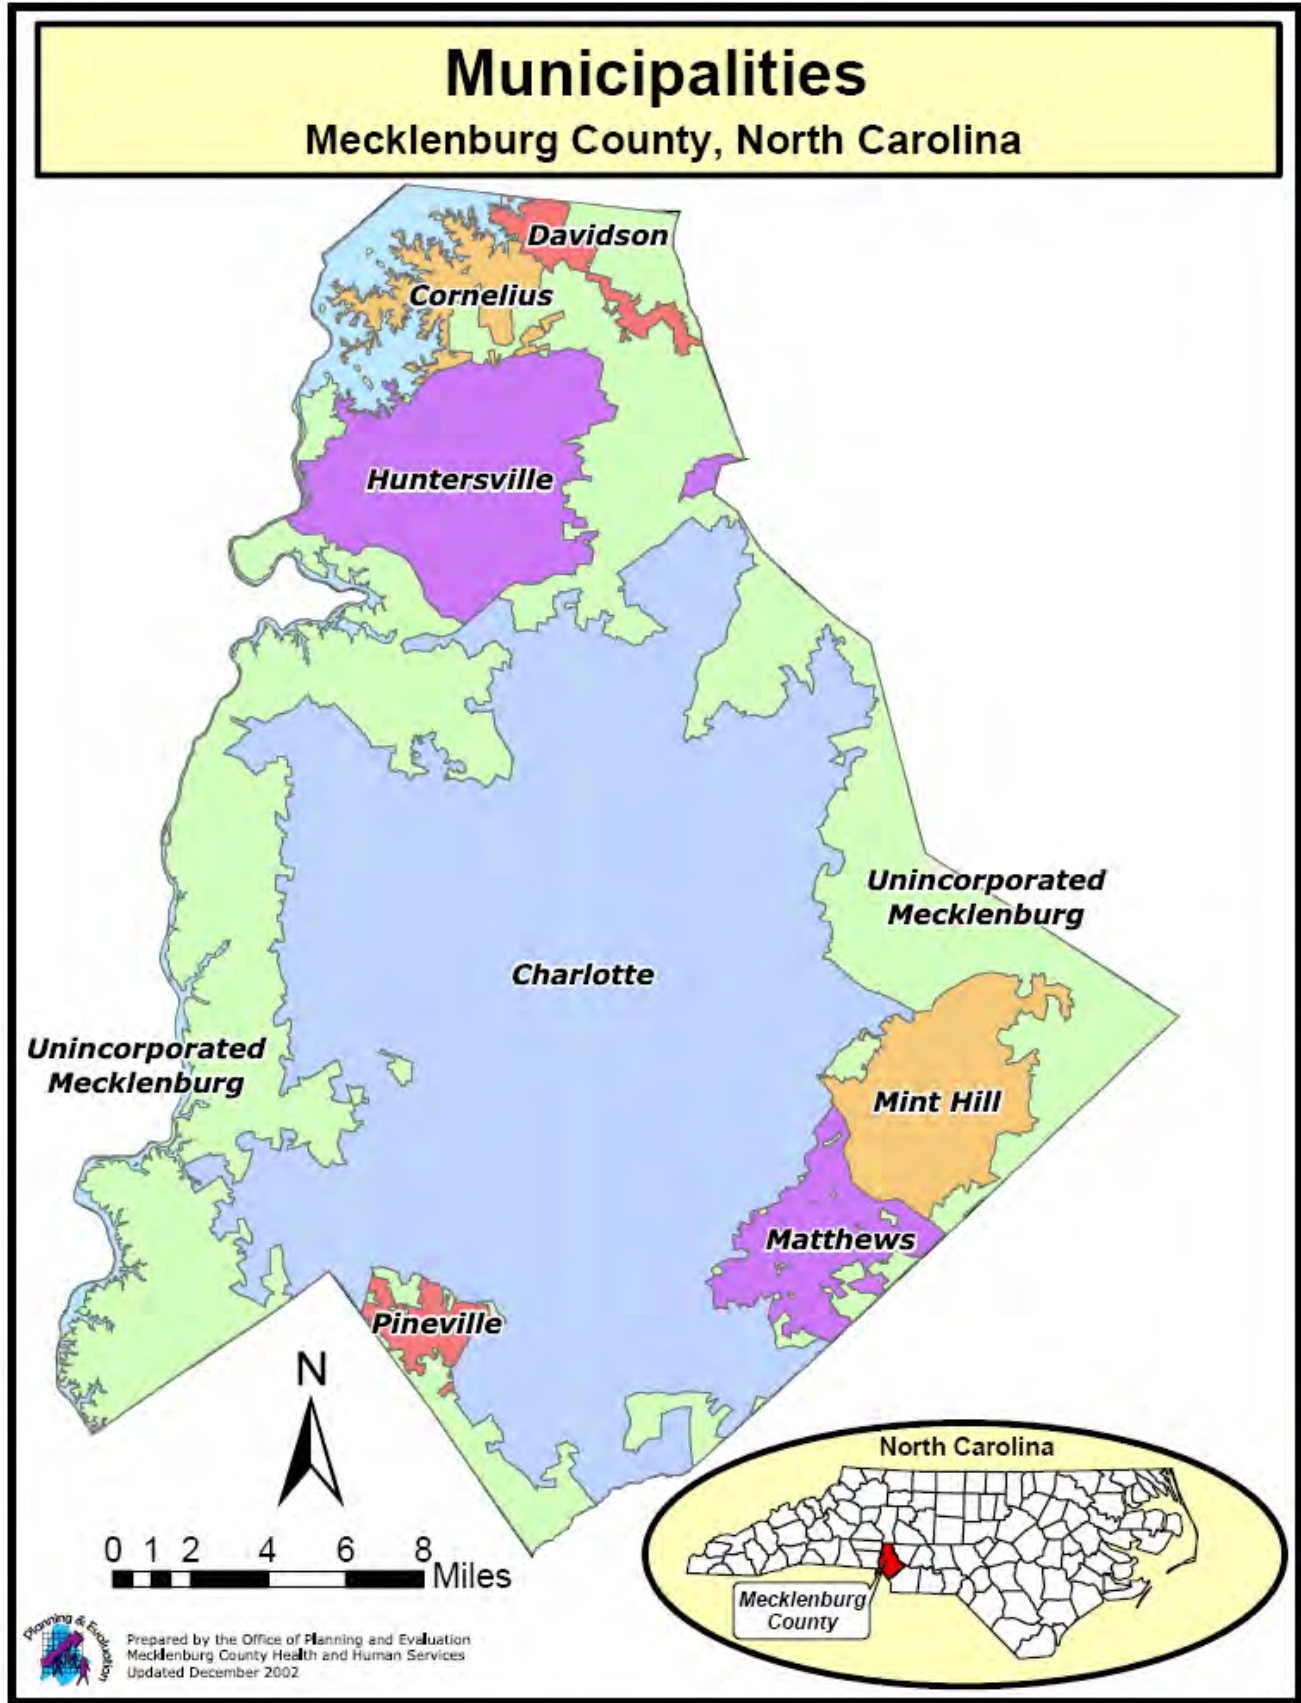 Municipalities
Mecklenburg County, North Carolina
Davidson
Cornelius
Huntersville
Unincorporated
Mecklenburg
Charlotte
Unincorporated
Mecklenburg
Mint Hill
Matthews
Pineville
N
0 1 2 4 6 8
Miles
North Carolina
Mecklenburg
County
Planning & Evaluation
Prepared by the Office of Planning and Evaluation
Mecklenburg County Health and Human Services
Updated December 2002